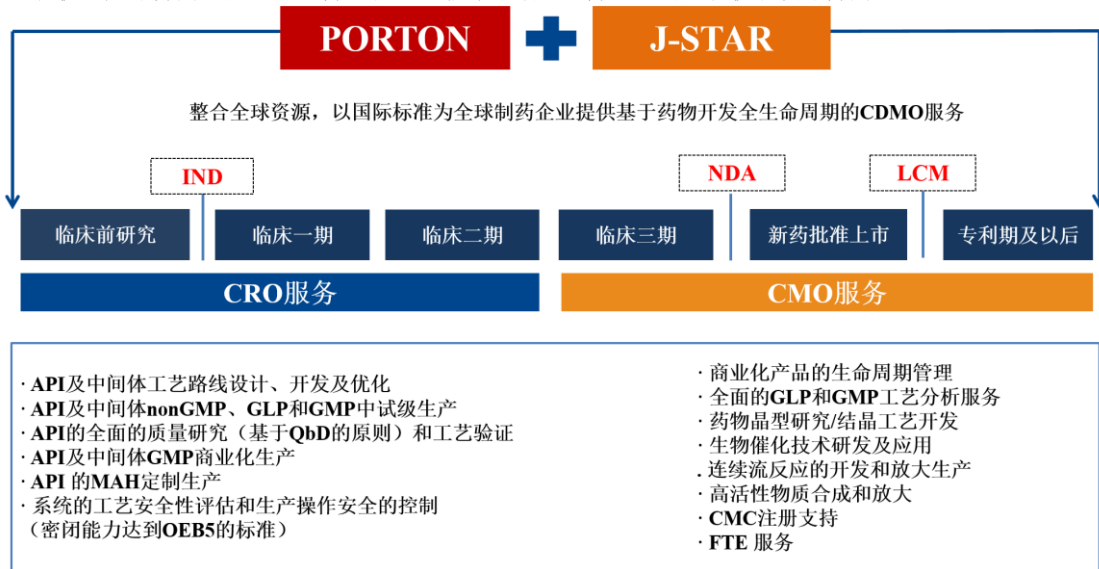 PORTON
J-STAR
整合全球资源，以国际标准为全球制药企业提供基于药物开发全生命周期的CDMO服务
IND
NDA
LCM
临床前研究
临床一期
临床二期
临床三期
新药批准上市
专利期及以后
CRO服务
CMO服务
· API及中间体工艺路线设计、开发及优化
· API及中间体nonGMP、GLP和GMP中试级生产
· API的全面的质量研究（基于QbD的原则）和工艺验证
· API及中间体GMP商业化生产
· API 的MAH定制生产
· 系统的工艺安全性评估和生产操作安全的控制
（密闭能力达到OEB5的标准）
· 商业化产品的生命周期管理
· 全面的GLP和GMP工艺分析服务
· 药物晶型研究/结晶工艺开发
· 生物催化技术研发及应用
. 连续流反应的开发和放大生产
· 高活性物质合成和放大
· CMC注册支持
· FTE 服务